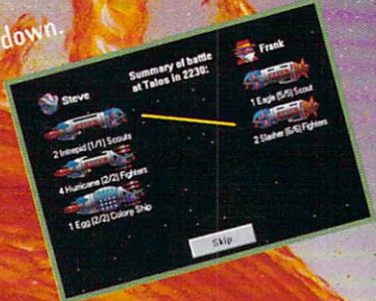 down.
Steve
Summary of battle
at Talos in 2230:
Frank
2 Intrepid (1/1) Scouts
4 Hurricane (2/2) Fighters
1 Egg (2/2) Colony Ship
1 Eagle (5/5) Scout
2 Slasher (6/6) Fighters
Skip